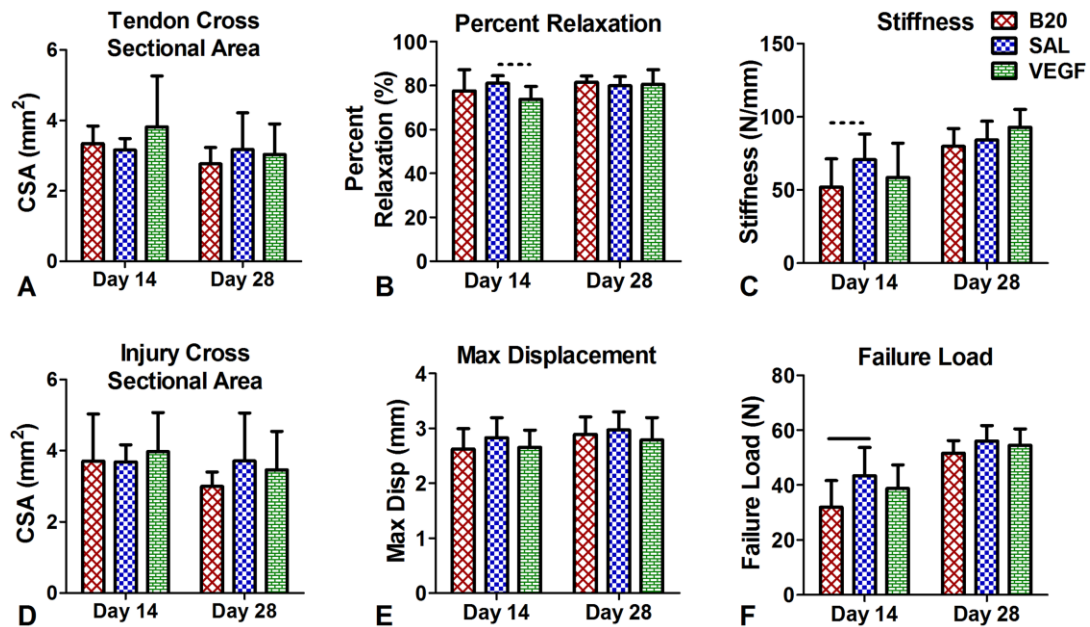 Tendon Cross
Sectional Area
CSA (mm²)
6
4
2
0
Day 14
Day 28
A
Percent Relaxation
Percent
Relaxation (%)
100
80
60
40
20
0
Day 14
Day 28
B
Stiffness
B20
SAL
VEGF
Stiffness (N/mm)
150
100
50
0
Day 14
Day 28
C
Injury Cross
Sectional Area
CSA (mm²)
6
4
2
0
Day 14
Day 28
D
Max Displacement
Max Disp (mm)
4
3
2
1
0
Day 14
Day 28
E
Failure Load
Failure Load (N)
80
60
40
20
0
Day 14
Day 28
F